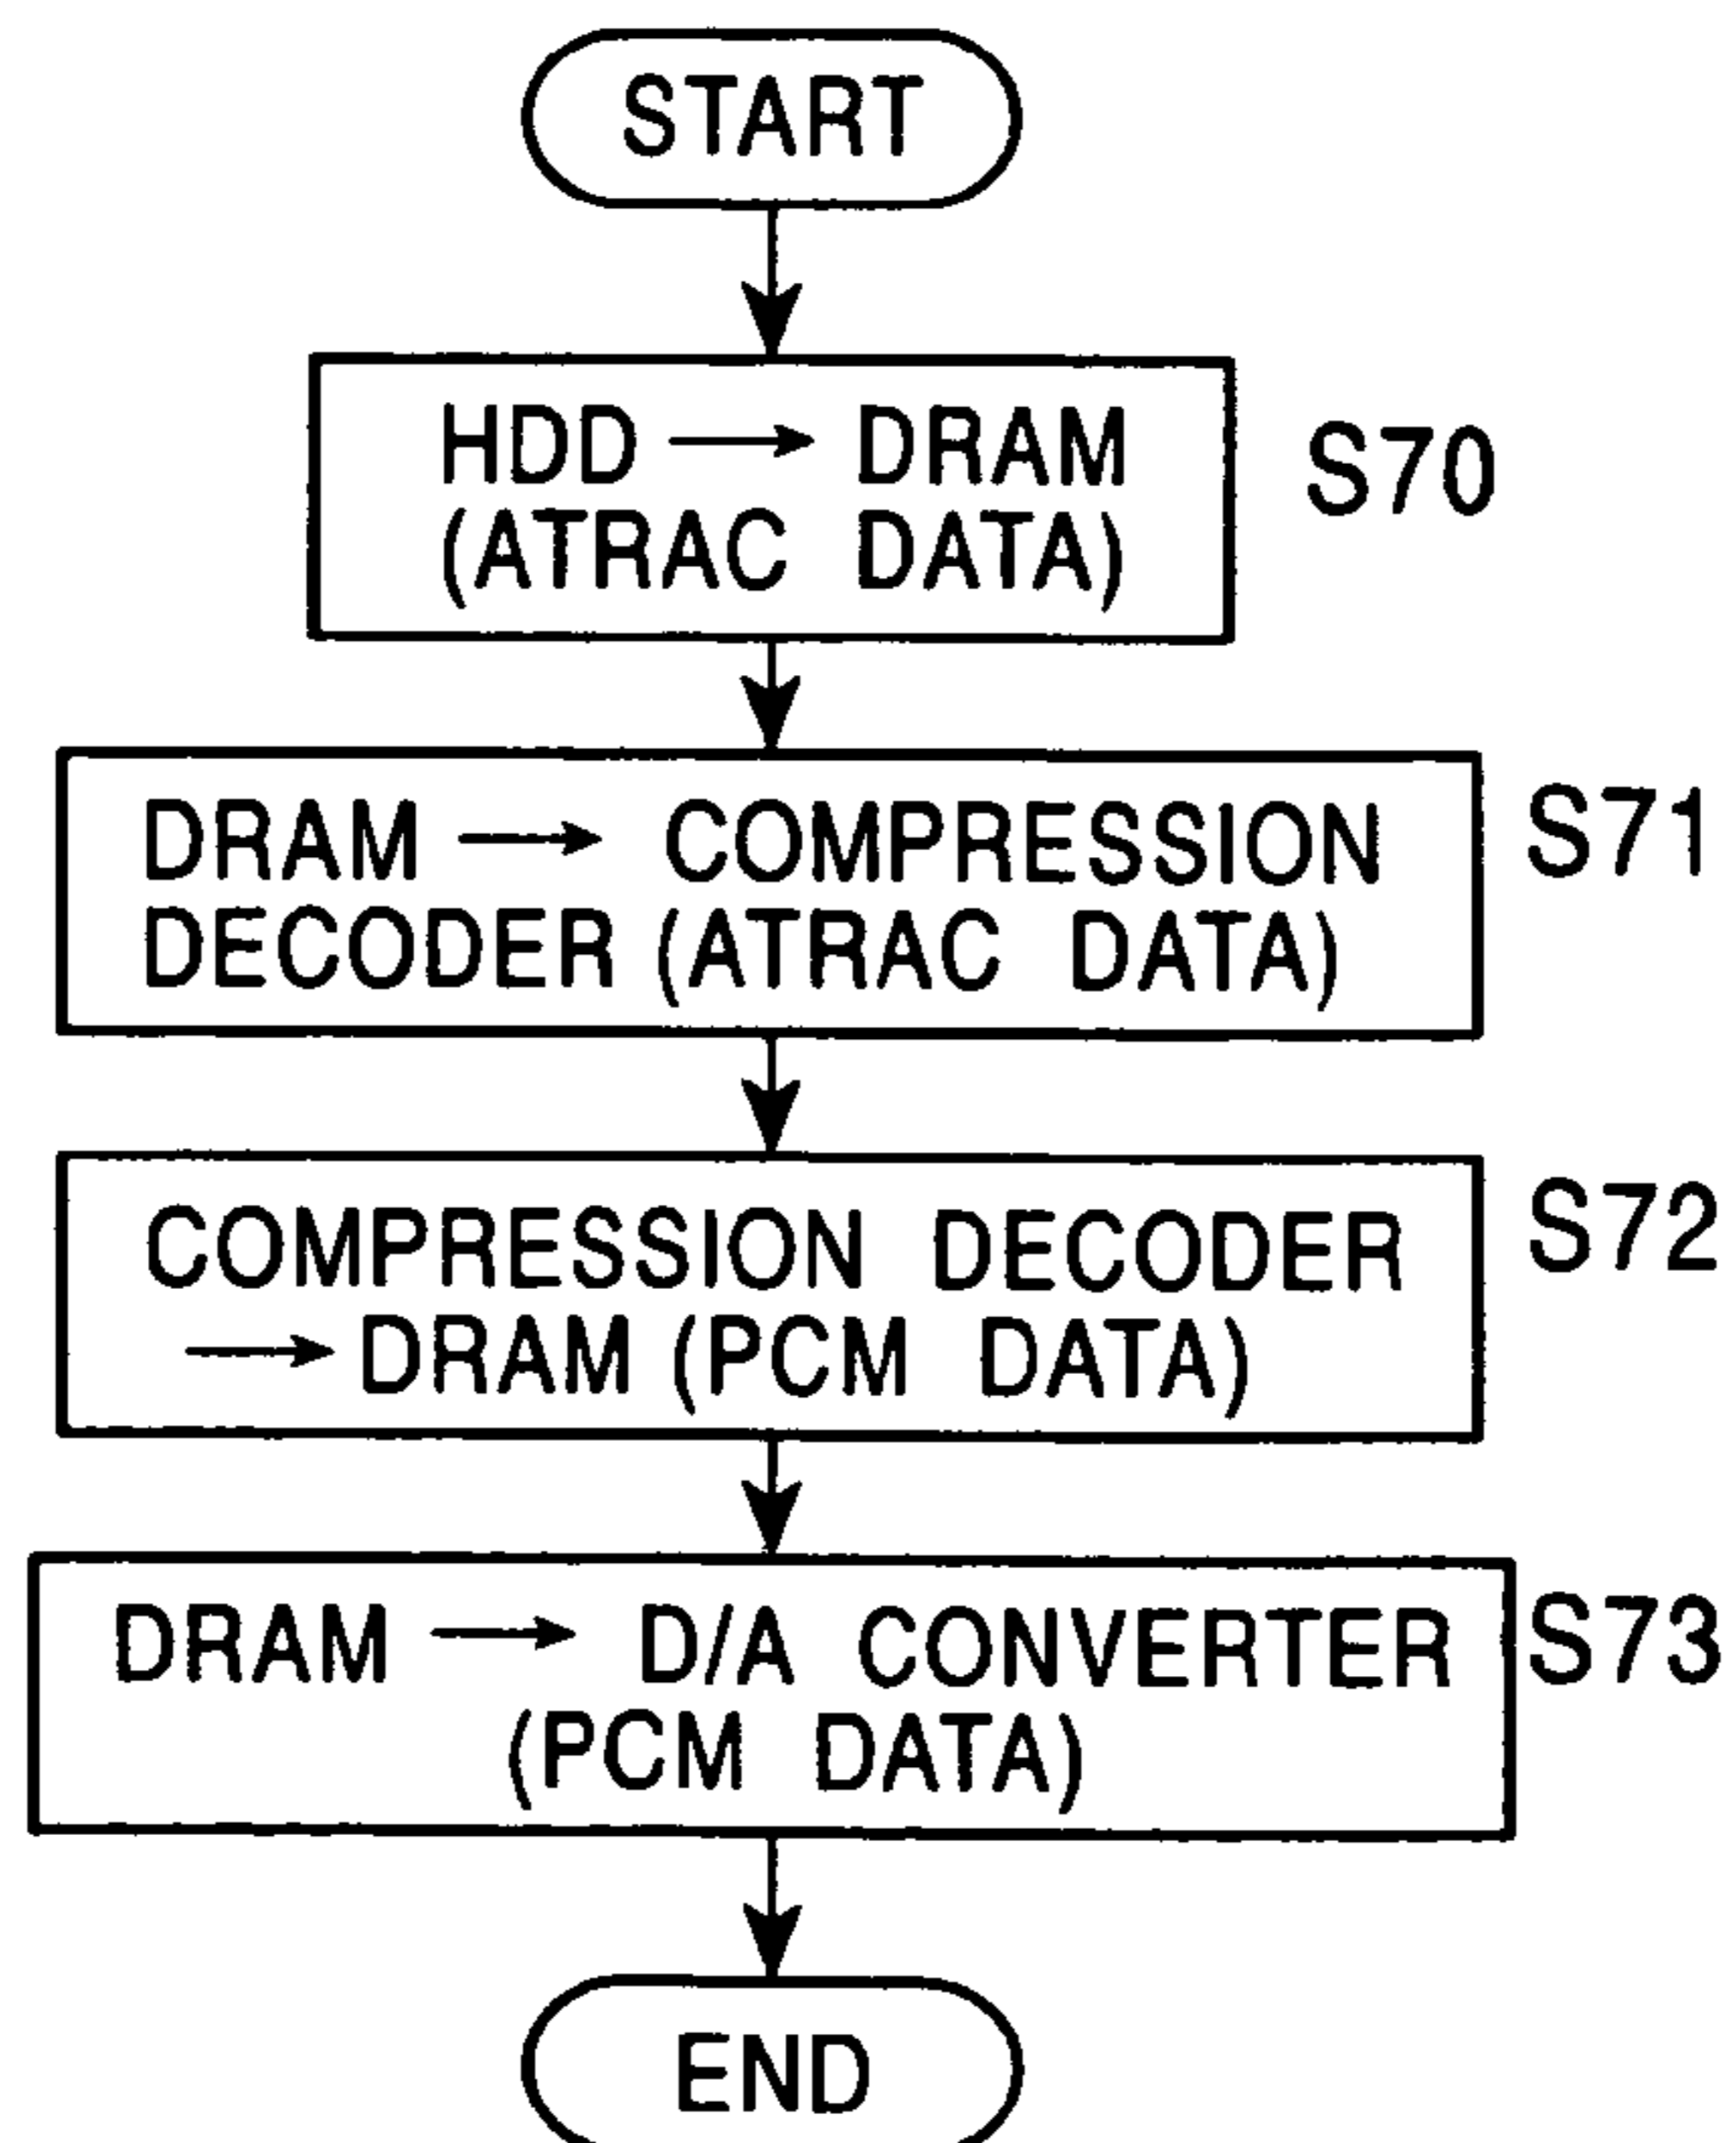 START
HDD → DRAM
(ATRAC DATA)
S70
DRAM → COMPRESSION
DECODER (ATRAC DATA)
S71
COMPRESSION DECODER
→ DRAM (PCM DATA)
S72
DRAM → D/A CONVERTER
(PCM DATA)
S73
END